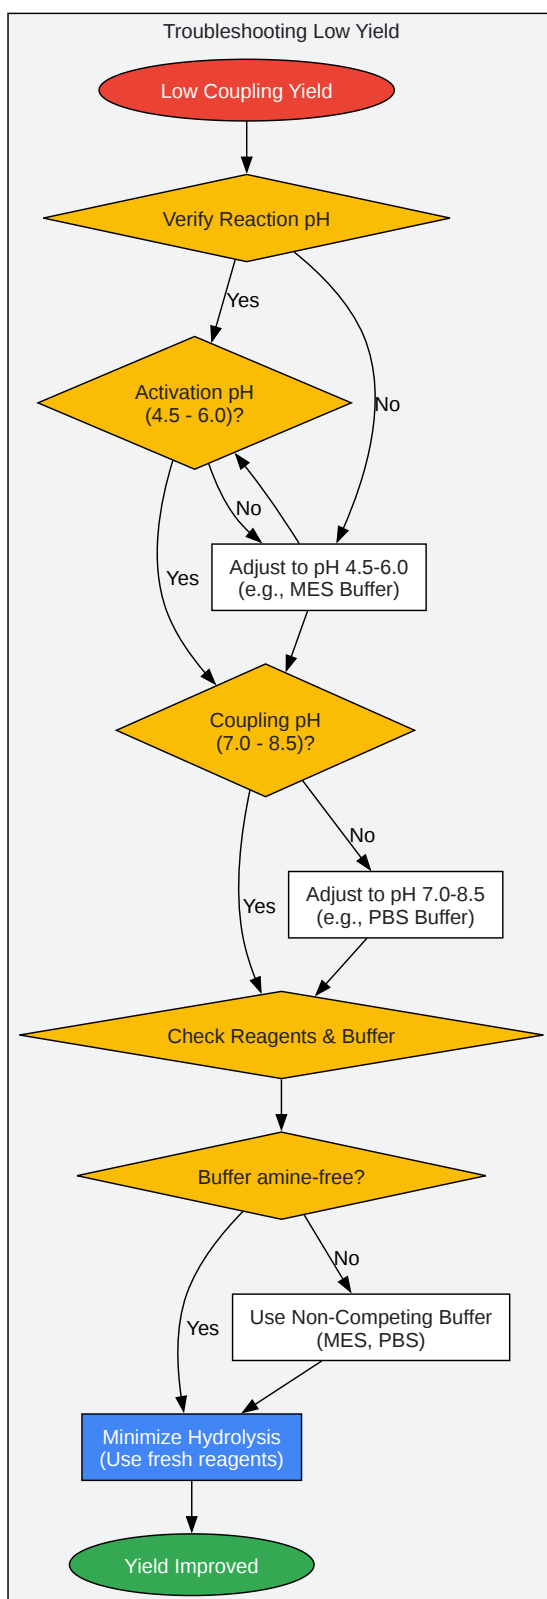 Troubleshooting Low Yield
Low Coupling Yield
Verify Reaction pH
Yes
Activation pH
(4.5 - 6.0)?
No
No
Adjust to pH 4.5-6.0
(e.g., MES Buffer)
Yes
Coupling pH
(7.0 - 8.5)?
No
Adjust to pH 7.0-8.5
(e.g., PBS Buffer)
Yes
Check Reagents & Buffer
Buffer amine-free?
No
Use Non-Competing Buffer
(MES, PBS)
Yes
Minimize Hydrolysis
(Use fresh reagents)
Yield Improved